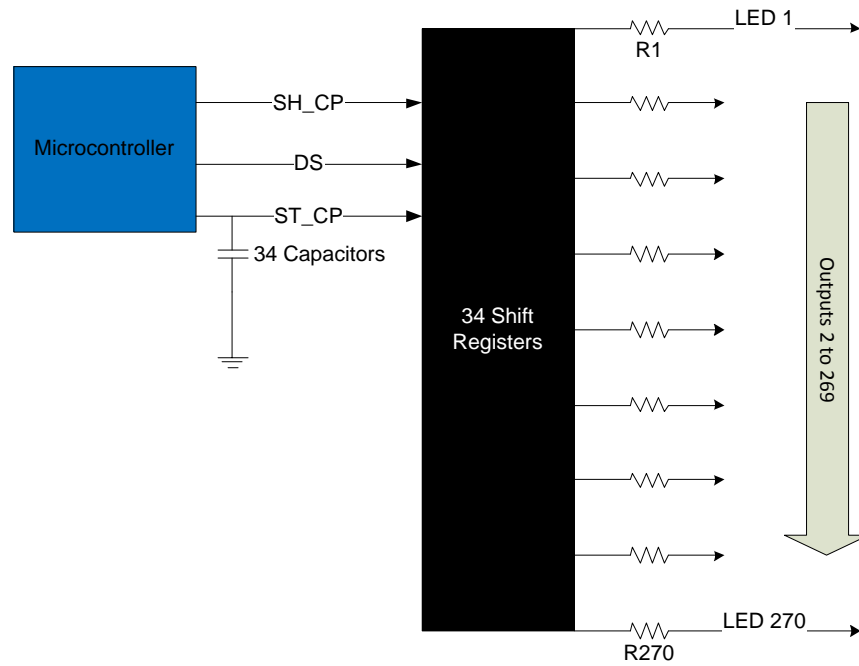 LED 1
R1
SH_CP
Microcontroller
DS
ST_CP
34 Capacitors
34 Shift
Registers
Outputs 2 to 269
LED 270
R270